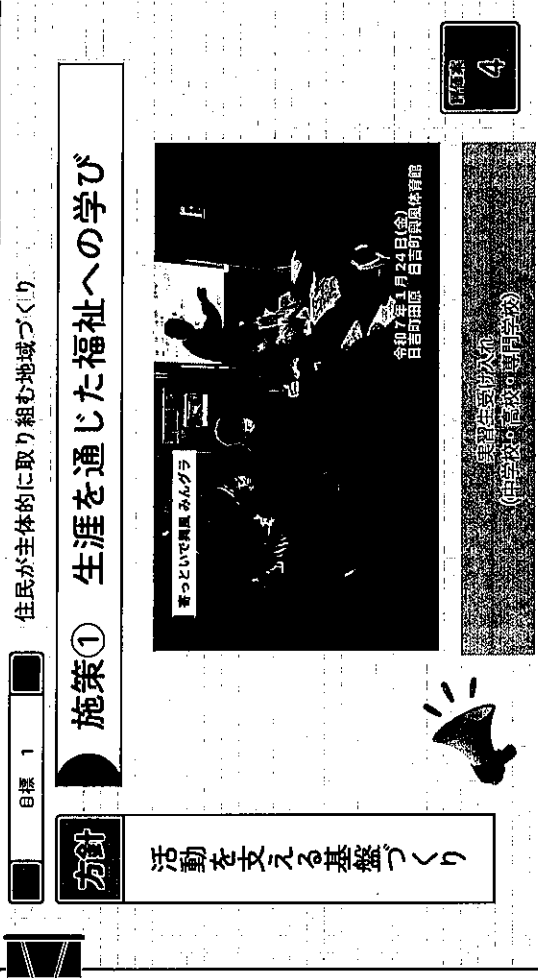 目標 1
住民が主体的に取り組む地域づくり
施策① 生涯を通じた福祉への学び
方針
活動を支える基盤づくり
寄っといで興風 みんグラ
令和7年1月24日(金)
日吉町田原 日吉町興風体育館
実習生受け入れ
(中学校・高校・専門学校)
4